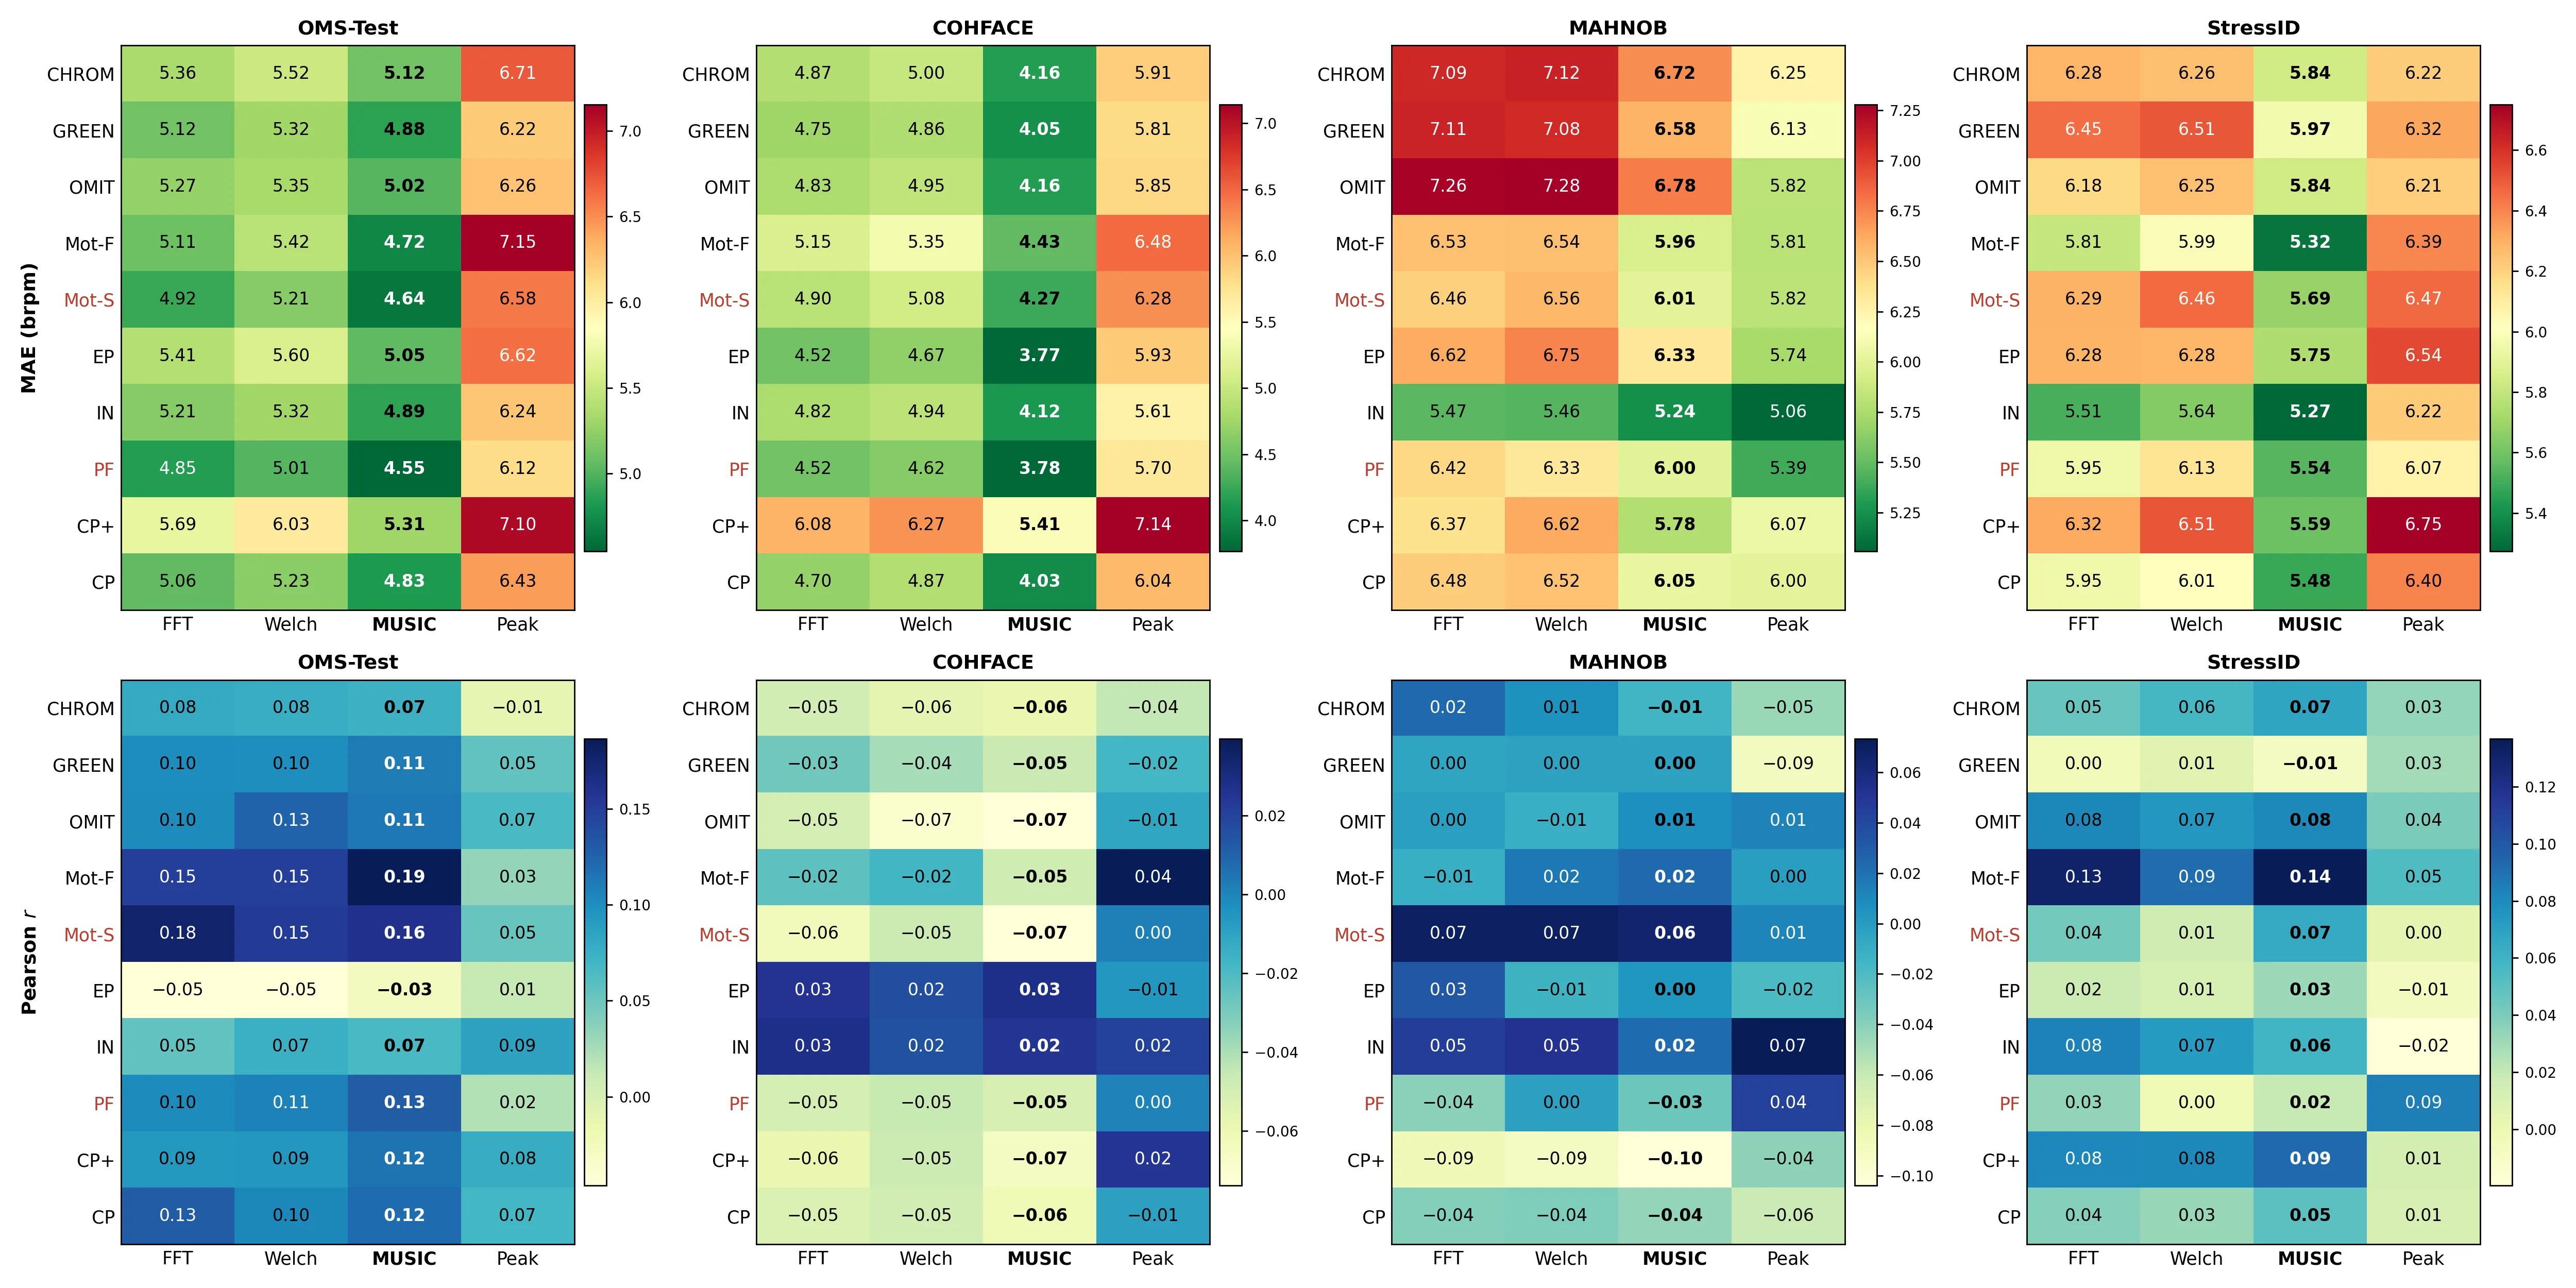 OMS-Test COHFACE MAHNOB StressID
MAE (brpm)
CHROM 5.36 5.52 5.12 6.71 CHROM 4.87 5.00 4.16 5.91 CHROM 7.09 7.12 6.72 6.25 CHROM 6.28 6.26 5.84 6.22
GREEN 5.12 5.32 4.88 6.22 GREEN 4.75 4.86 4.05 5.81 GREEN 7.11 7.08 6.58 6.13 GREEN 6.45 6.51 5.97 6.32
OMIT 5.27 5.35 5.02 6.26 OMIT 4.83 4.95 4.16 5.85 OMIT 7.26 7.28 6.78 5.82 OMIT 6.18 6.25 5.84 6.21
Mot-F 5.11 5.42 4.72 7.15 Mot-F 5.15 5.35 4.43 6.48 Mot-F 6.53 6.54 5.96 5.81 Mot-F 5.81 5.99 5.32 6.39
Mot-S 4.92 5.21 4.64 6.58 Mot-S 4.90 5.08 4.27 6.28 Mot-S 6.46 6.56 6.01 5.82 Mot-S 6.29 6.46 5.69 6.47
EP 5.41 5.60 5.05 6.62 EP 4.52 4.67 3.77 5.93 EP 6.62 6.75 6.33 5.74 EP 6.28 6.28 5.75 6.54
IN 5.21 5.32 4.89 6.24 IN 4.82 4.94 4.12 5.61 IN 5.47 5.46 5.24 5.06 IN 5.51 5.64 5.27 6.22
PF 4.85 5.01 4.55 6.12 PF 4.52 4.62 3.78 5.70 PF 6.42 6.33 6.00 5.39 PF 5.95 6.13 5.54 6.07
CP+ 5.69 6.03 5.31 7.10 CP+ 6.08 6.27 5.41 7.14 CP+ 6.37 6.62 5.78 6.07 CP+ 6.32 6.51 5.59 6.75
CP 5.06 5.23 4.83 6.43 CP 4.70 4.87 4.03 6.04 CP 6.48 6.52 6.05 6.00 CP 5.95 6.01 5.48 6.40
FFT Welch MUSIC Peak FFT Welch MUSIC Peak FFT Welch MUSIC Peak FFT Welch MUSIC Peak
7.0 6.5 6.0 5.5 5.0
7.0 6.5 6.0 5.5 5.0 4.5 4.0
7.25 7.00 6.75 6.50 6.25 6.00 5.75 5.50 5.25
6.6 6.4 6.2 6.0 5.8 5.6 5.4
OMS-Test COHFACE MAHNOB StressID
Pearson r
CHROM 0.08 0.08 0.07 −0.01 CHROM −0.05 −0.06 −0.06 −0.04 CHROM 0.02 0.01 −0.01 −0.05 CHROM 0.05 0.06 0.07 0.03
GREEN 0.10 0.10 0.11 0.05 GREEN −0.03 −0.04 −0.05 −0.02 GREEN 0.00 0.00 0.00 −0.09 GREEN 0.00 0.01 −0.01 0.03
OMIT 0.10 0.13 0.11 0.07 OMIT −0.05 −0.07 −0.07 −0.01 OMIT 0.00 −0.01 0.01 0.01 OMIT 0.08 0.07 0.08 0.04
Mot-F 0.15 0.15 0.19 0.03 Mot-F −0.02 −0.02 −0.05 0.04 Mot-F −0.01 0.02 0.02 0.00 Mot-F 0.13 0.09 0.14 0.05
Mot-S 0.18 0.15 0.16 0.05 Mot-S −0.06 −0.05 −0.07 0.00 Mot-S 0.07 0.07 0.06 0.01 Mot-S 0.04 0.01 0.07 0.00
EP −0.05 −0.05 −0.03 0.01 EP 0.03 0.02 0.03 −0.01 EP 0.03 −0.01 0.00 −0.02 EP 0.02 0.01 0.03 −0.01
IN 0.05 0.07 0.07 0.09 IN 0.03 0.02 0.02 0.02 IN 0.05 0.05 0.02 0.07 IN 0.08 0.07 0.06 −0.02
PF 0.10 0.11 0.13 0.02 PF −0.05 −0.05 −0.05 0.00 PF −0.04 0.00 −0.03 0.04 PF 0.03 0.00 0.02 0.09
CP+ 0.09 0.09 0.12 0.08 CP+ −0.06 −0.05 −0.07 0.02 CP+ −0.09 −0.09 −0.10 −0.04 CP+ 0.08 0.08 0.09 0.01
CP 0.13 0.10 0.12 0.07 CP −0.05 −0.05 −0.06 −0.01 CP −0.04 −0.04 −0.04 −0.06 CP 0.04 0.03 0.05 0.01
FFT Welch MUSIC Peak FFT Welch MUSIC Peak FFT Welch MUSIC Peak FFT Welch MUSIC Peak
0.15 0.10 0.05 0.00
0.02 0.00 −0.02 −0.04 −0.06
0.06 0.04 0.02 0.00 −0.02 −0.04 −0.06 −0.08 −0.10
0.12 0.10 0.08 0.06 0.04 0.02 0.00